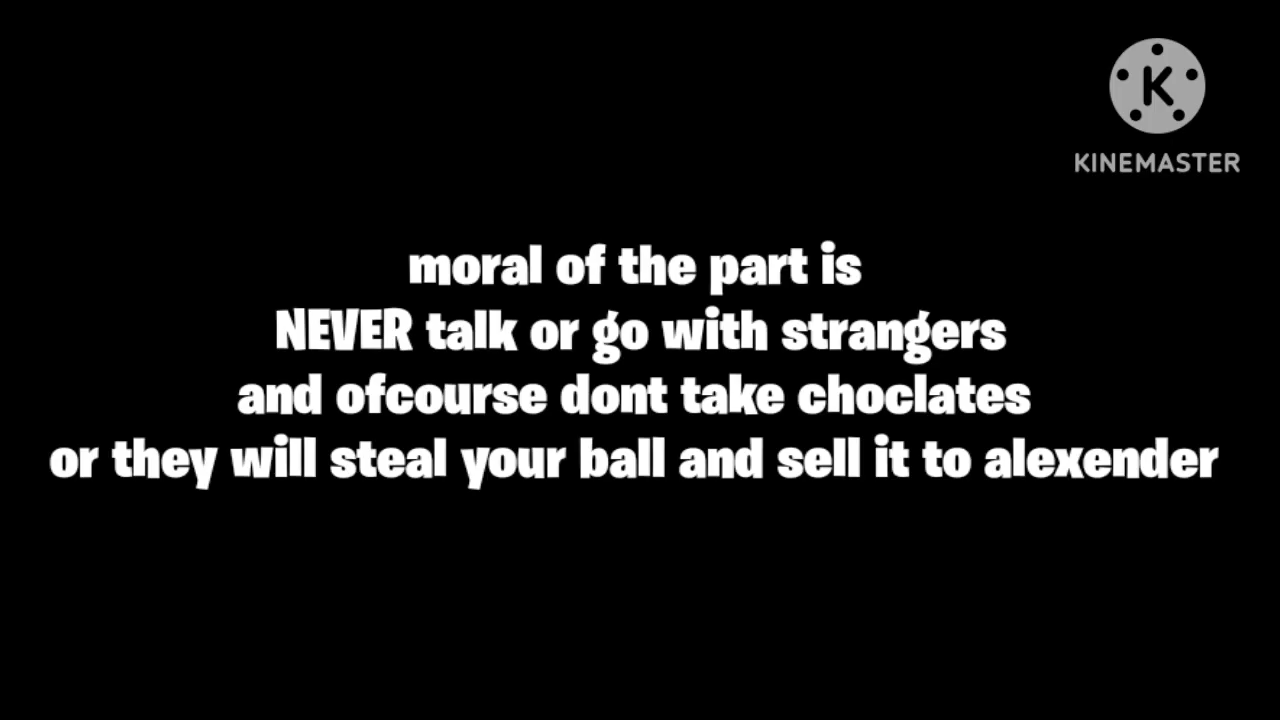 K
KINEMASTER
moral of the part is
NEVER talk or go with strangers
and ofcourse dont take choclates
or they will steal your ball and sell it to alexender